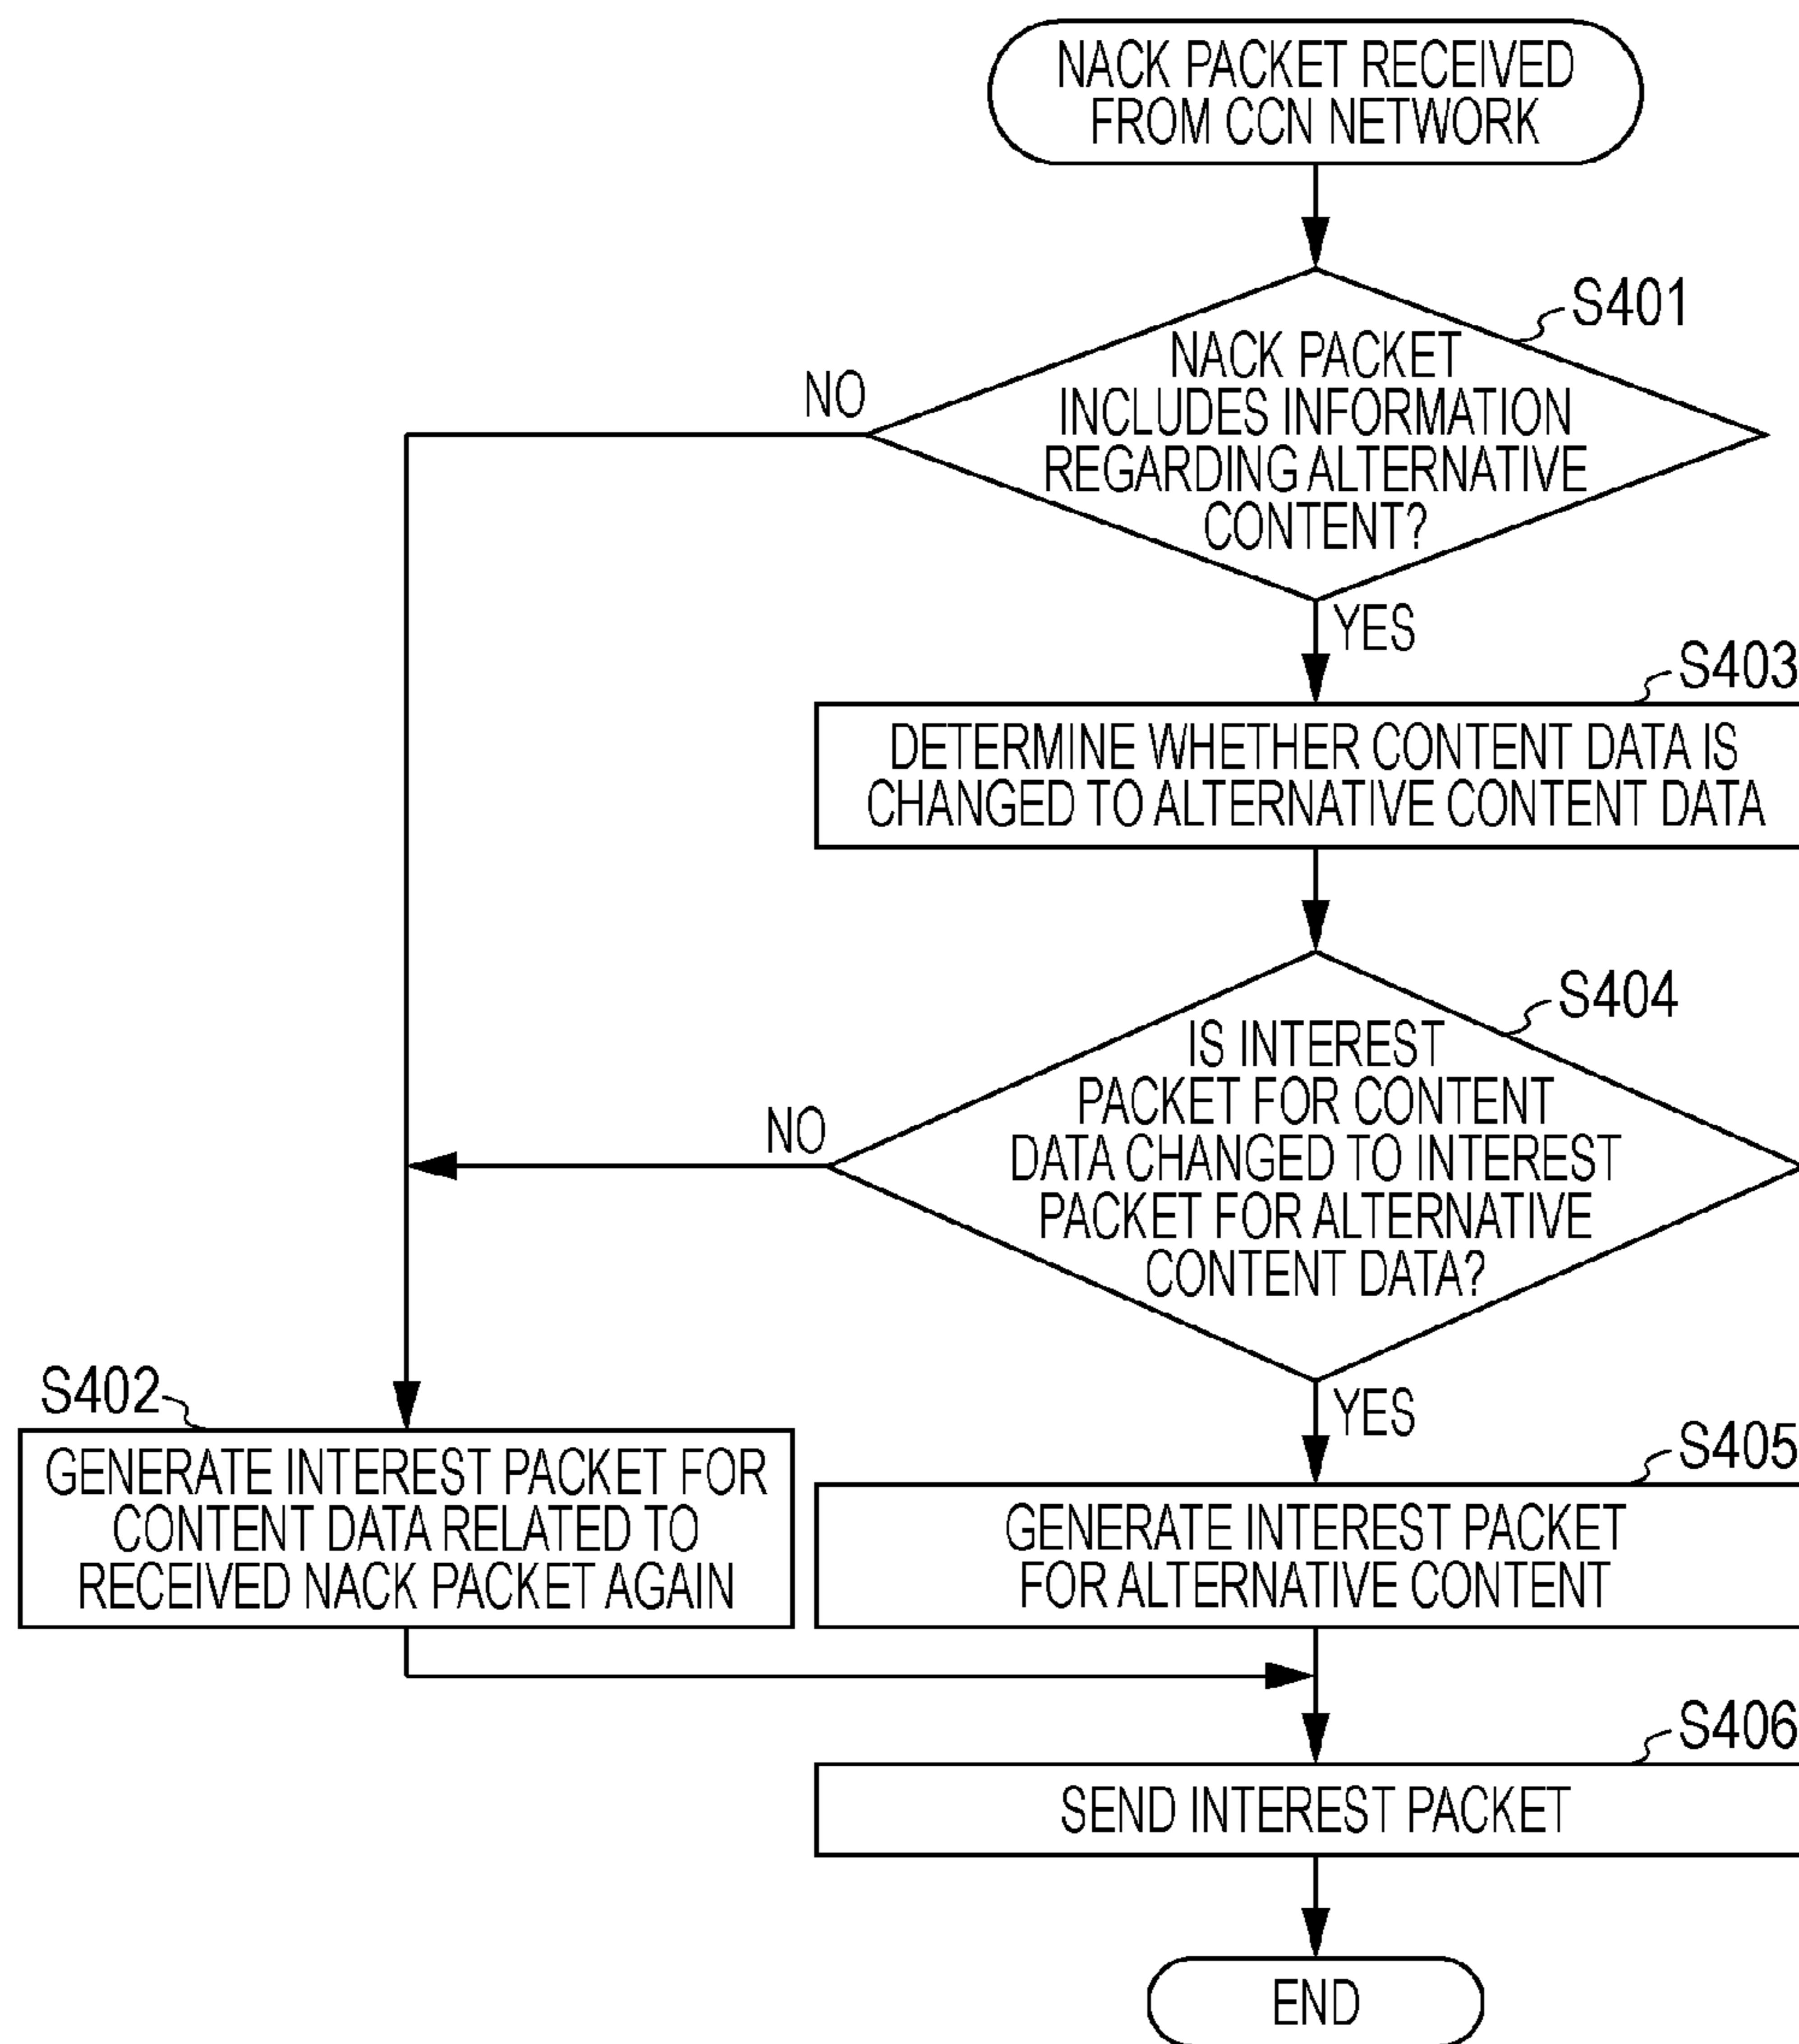 NACK PACKET RECEIVED
FROM CCN NETWORK
S401
NACK PACKET
INCLUDES INFORMATION
REGARDING ALTERNATIVE
CONTENT?
NO
YES
S403
DETERMINE WHETHER CONTENT DATA IS
CHANGED TO ALTERNATIVE CONTENT DATA
S404
IS INTEREST
PACKET FOR CONTENT
DATA CHANGED TO INTEREST
PACKET FOR ALTERNATIVE
CONTENT DATA?
NO
YES
S402
GENERATE INTEREST PACKET FOR
CONTENT DATA RELATED TO
RECEIVED NACK PACKET AGAIN
S405
GENERATE INTEREST PACKET
FOR ALTERNATIVE CONTENT
S406
SEND INTEREST PACKET
END